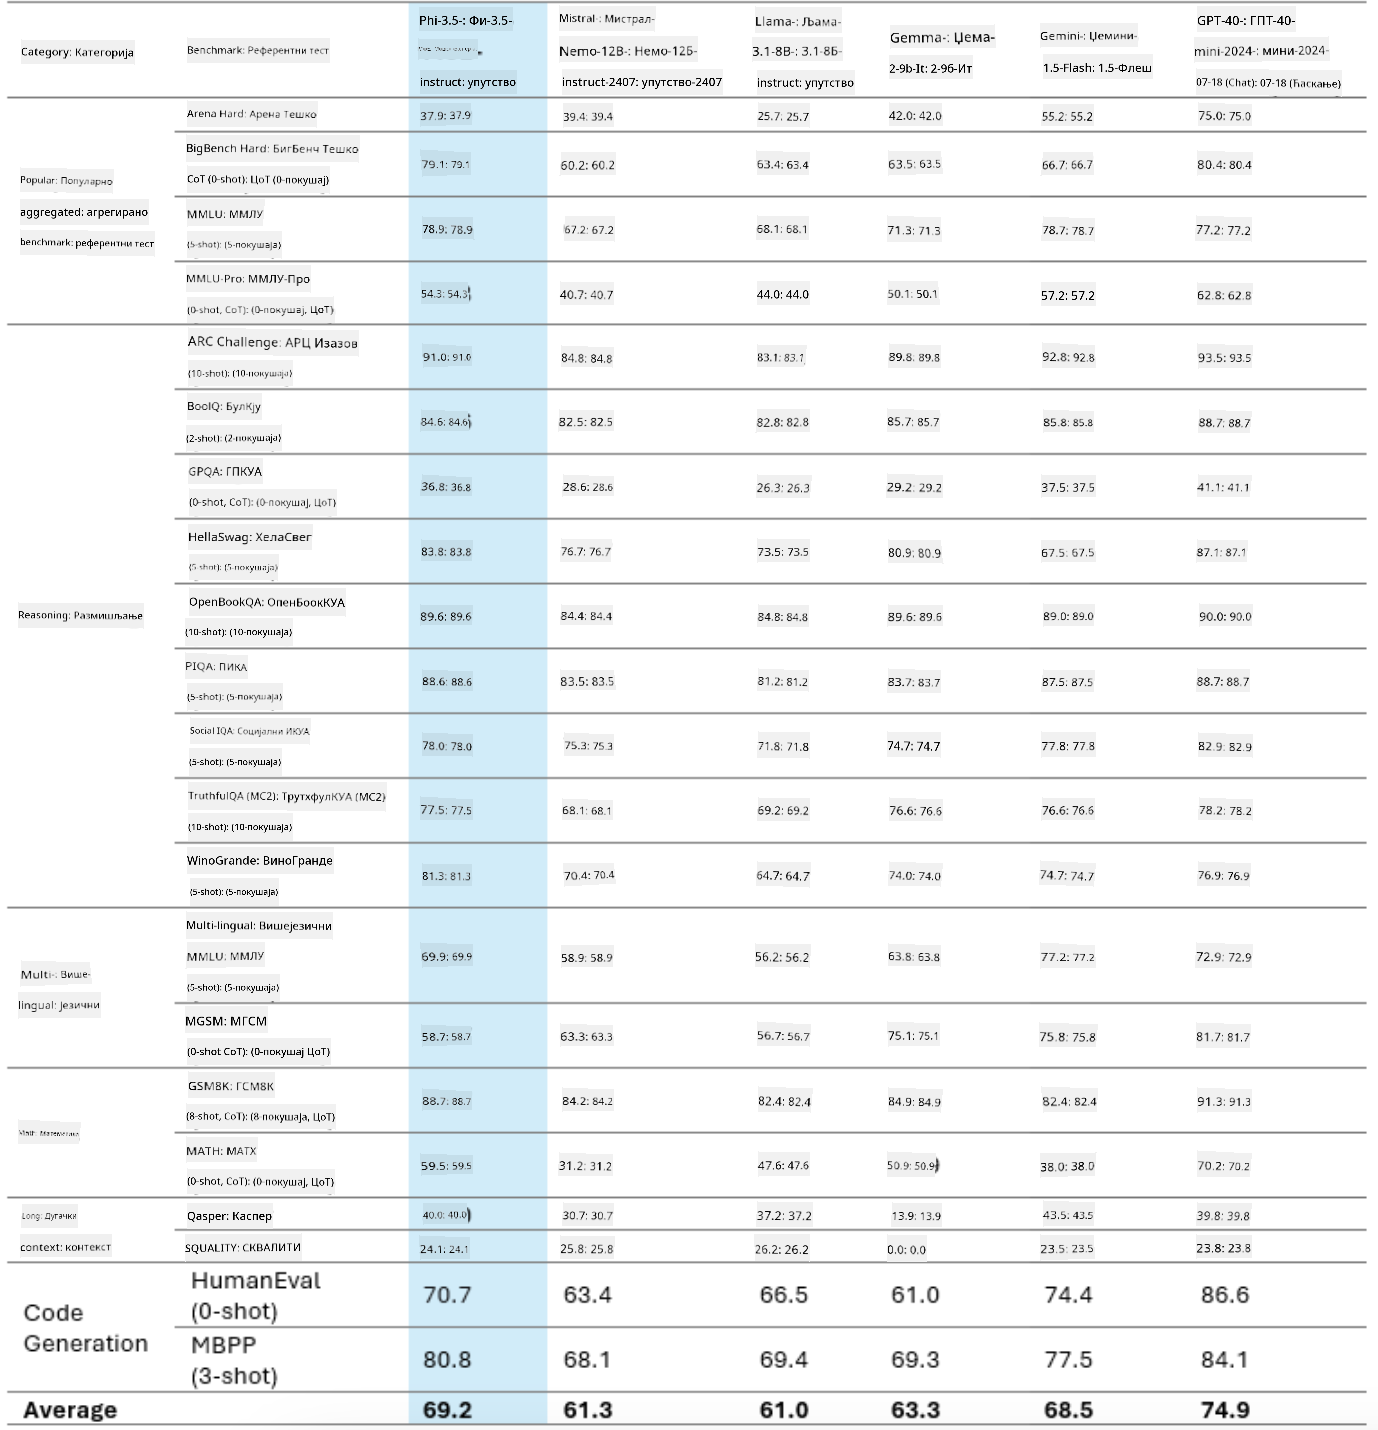 Category: Категорија
Benchmark: Референтни тест
Phi-3.5-: Фи-3.5-
instruct: упутство
Mistral-: Мистрал-
Nemo-12B-: Немо-12Б-
instruct-2407: упутство-2407
Llama-: Љама-
3.1-8B-: 3.1-8Б-
instruct: упутство
Gemma-: Џема-
2-9b-It: 2-9б-Ит
Gemini-: Џемини-
1.5-Flash: 1.5-Флеш
GPT-4o-: ГПТ-4о-
mini-2024-: мини-2024-
07-18 (Chat): 07-18 (Ћаскање)
Popular: Популарно
aggregated: агрегирано
benchmark: референтни тест
Arena Hard: Арена Тешко
37.9: 37.9
39.4: 39.4
25.7: 25.7
42.0: 42.0
55.2: 55.2
75.0: 75.0
BigBench Hard: БигБенч Тешко
CoT (0-shot): ЦоТ (0-покушај)
79.1: 79.1
60.2: 60.2
63.4: 63.4
63.5: 63.5
66.7: 66.7
80.4: 80.4
MMLU: ММЛУ
(5-shot): (5-покушаја)
78.9: 78.9
67.2: 67.2
68.1: 68.1
71.3: 71.3
78.7: 78.7
77.2: 77.2
MMLU-Pro: ММЛУ-Про
(0-shot, CoT): (0-покушај, ЦоТ)
54.3: 54.3
40.7: 40.7
44.0: 44.0
50.1: 50.1
57.2: 57.2
62.8: 62.8
Reasoning: Размишљање
ARC Challenge: АРЦ Изазов
(10-shot): (10-покушаја)
91.0: 91.0
84.8: 84.8
83.1: 83.1
89.8: 89.8
92.8: 92.8
93.5: 93.5
BoolQ: БулКју
(2-shot): (2-покушаја)
84.6: 84.6
82.5: 82.5
82.8: 82.8
85.7: 85.7
85.8: 85.8
88.7: 88.7
GPQA: ГПКУА
(0-shot, CoT): (0-покушај, ЦоТ)
36.8: 36.8
28.6: 28.6
26.3: 26.3
29.2: 29.2
37.5: 37.5
41.1: 41.1
HellaSwag: ХелаСвег
(5-shot): (5-покушаја)
83.8: 83.8
76.7: 76.7
73.5: 73.5
80.9: 80.9
67.5: 67.5
87.1: 87.1
OpenBookQA: ОпенБоокКУА
(10-shot): (10-покушаја)
89.6: 89.6
84.4: 84.4
84.8: 84.8
89.6: 89.6
89.0: 89.0
90.0: 90.0
PIQA: ПИКА
(5-shot): (5-покушаја)
88.6: 88.6
83.5: 83.5
81.2: 81.2
83.7: 83.7
87.5: 87.5
88.7: 88.7
Social IQA: Социјални ИКУА
(5-shot): (5-покушаја)
78.0: 78.0
75.3: 75.3
71.8: 71.8
74.7: 74.7
77.8: 77.8
82.9: 82.9
TruthfulQA (MC2): ТрутхфулКУА (МС2)
(10-shot): (10-покушаја)
77.5: 77.5
68.1: 68.1
69.2: 69.2
76.6: 76.6
76.6: 76.6
78.2: 78.2
WinoGrande: ВиноГранде
(5-shot): (5-покушаја)
81.3: 81.3
70.4: 70.4
64.7: 64.7
74.0: 74.0
74.7: 74.7
76.9: 76.9
Multi-: Више-
lingual: Језични
Multi-lingual: Вишејезични
MMLU: ММЛУ
(5-shot): (5-покушаја)
69.9: 69.9
58.9: 58.9
56.2: 56.2
63.8: 63.8
77.2: 77.2
72.9: 72.9
MGSM: МГСМ
(0-shot CoT): (0-покушај ЦоТ)
58.7: 58.7
63.3: 63.3
56.7: 56.7
75.1: 75.1
75.8: 75.8
81.7: 81.7
Math: Математика
GSM8K: ГСМ8К
(8-shot, CoT): (8-покушаја, ЦоТ)
88.7: 88.7
84.2: 84.2
82.4: 82.4
84.9: 84.9
82.4: 82.4
91.3: 91.3
MATH: МАТХ
(0-shot, CoT): (0-покушај, ЦоТ)
59.5: 59.5
31.2: 31.2
47.6: 47.6
50.9: 50.9
38.0: 38.0
70.2: 70.2
Long: Дугачки
context: контекст
Qasper: Каспер
40.0: 40.0
30.7: 30.7
37.2: 37.2
13.9: 13.9
43.5: 43.5
39.8: 39.8
SQUALITY: СКВАЛИТИ
24.1: 24.1
25.8: 25.8
26.2: 26.2
0.0: 0.0
23.5: 23.5
23.8: 23.8
Code
Generation
HumanEval
(0-shot)
70.7
63.4
66.5
61.0
74.4
86.6
MBPP
(3-shot)
80.8
68.1
69.4
69.3
77.5
84.1
Average
69.2
61.3
61.0
63.3
68.5
74.9